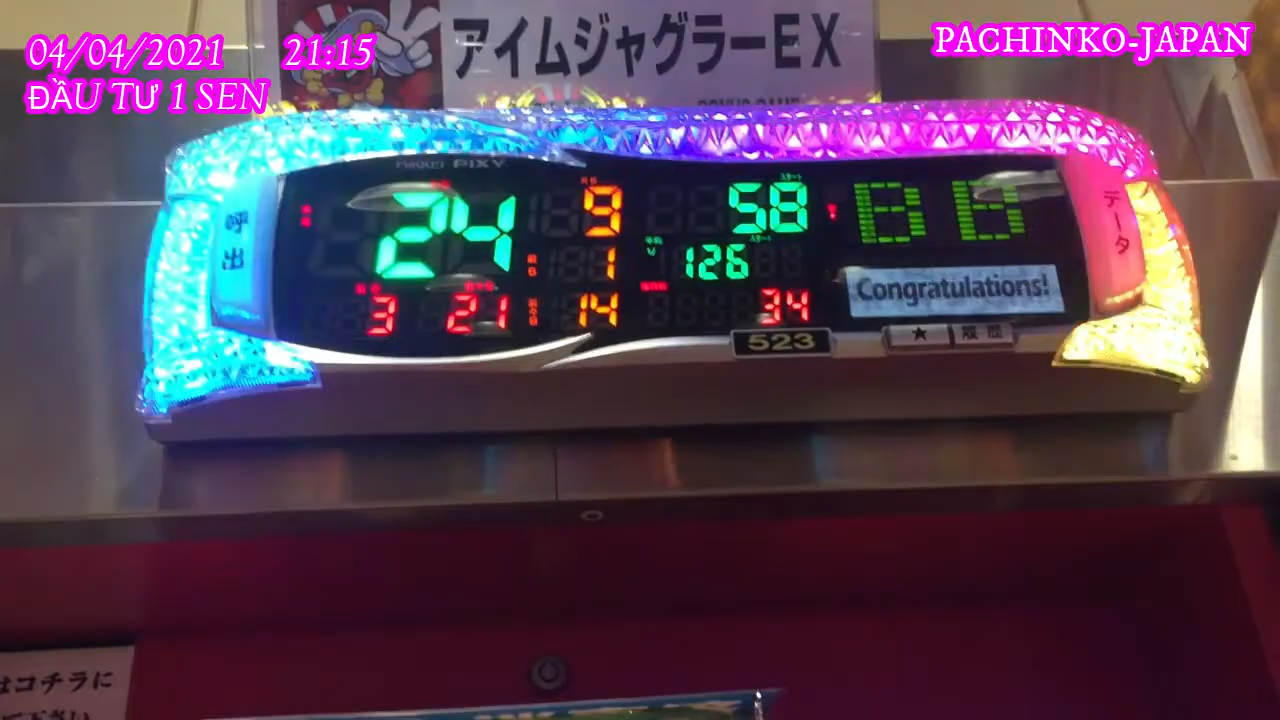 04/04/2021 21:15
ĐẦU TƯ 1 SEN
PACHINKO-JAPAN
アイムジャグラーEX
PIXY
呼出
24 9 58 BB
1 126
3 21 14 34
Congratulations!
データ
523
★ 履歴
はコチラに